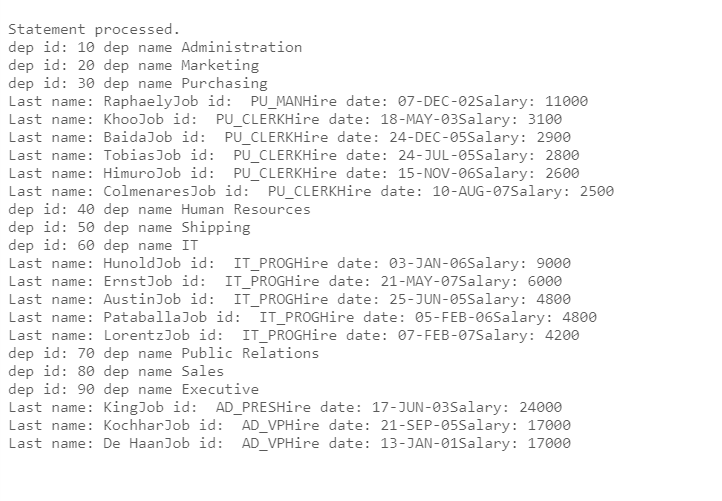 Statement processed.
dep id: 10 dep name Administration
dep id: 20 dep name Marketing
dep id: 30 dep name Purchasing
Last name: RaphaelyJob id:  PU_MANHire date: 07-DEC-02Salary: 11000
Last name: KhooJob id:  PU_CLERKHire date: 18-MAY-03Salary: 3100
Last name: BaidaJob id:  PU_CLERKHire date: 24-DEC-05Salary: 2900
Last name: TobiasJob id:  PU_CLERKHire date: 24-JUL-05Salary: 2800
Last name: HimuroJob id:  PU_CLERKHire date: 15-NOV-06Salary: 2600
Last name: ColmenaresJob id:  PU_CLERKHire date: 10-AUG-07Salary: 2500
dep id: 40 dep name Human Resources
dep id: 50 dep name Shipping
dep id: 60 dep name IT
Last name: HunoldJob id:  IT_PROGHire date: 03-JAN-06Salary: 9000
Last name: ErnstJob id:  IT_PROGHire date: 21-MAY-07Salary: 6000
Last name: AustinJob id:  IT_PROGHire date: 25-JUN-05Salary: 4800
Last name: PataballaJob id:  IT_PROGHire date: 05-FEB-06Salary: 4800
Last name: LorentzJob id:  IT_PROGHire date: 07-FEB-07Salary: 4200
dep id: 70 dep name Public Relations
dep id: 80 dep name Sales
dep id: 90 dep name Executive
Last name: KingJob id:  AD_PRESHire date: 17-JUN-03Salary: 24000
Last name: KochharJob id:  AD_VPHire date: 21-SEP-05Salary: 17000
Last name: De HaanJob id:  AD_VPHire date: 13-JAN-01Salary: 17000